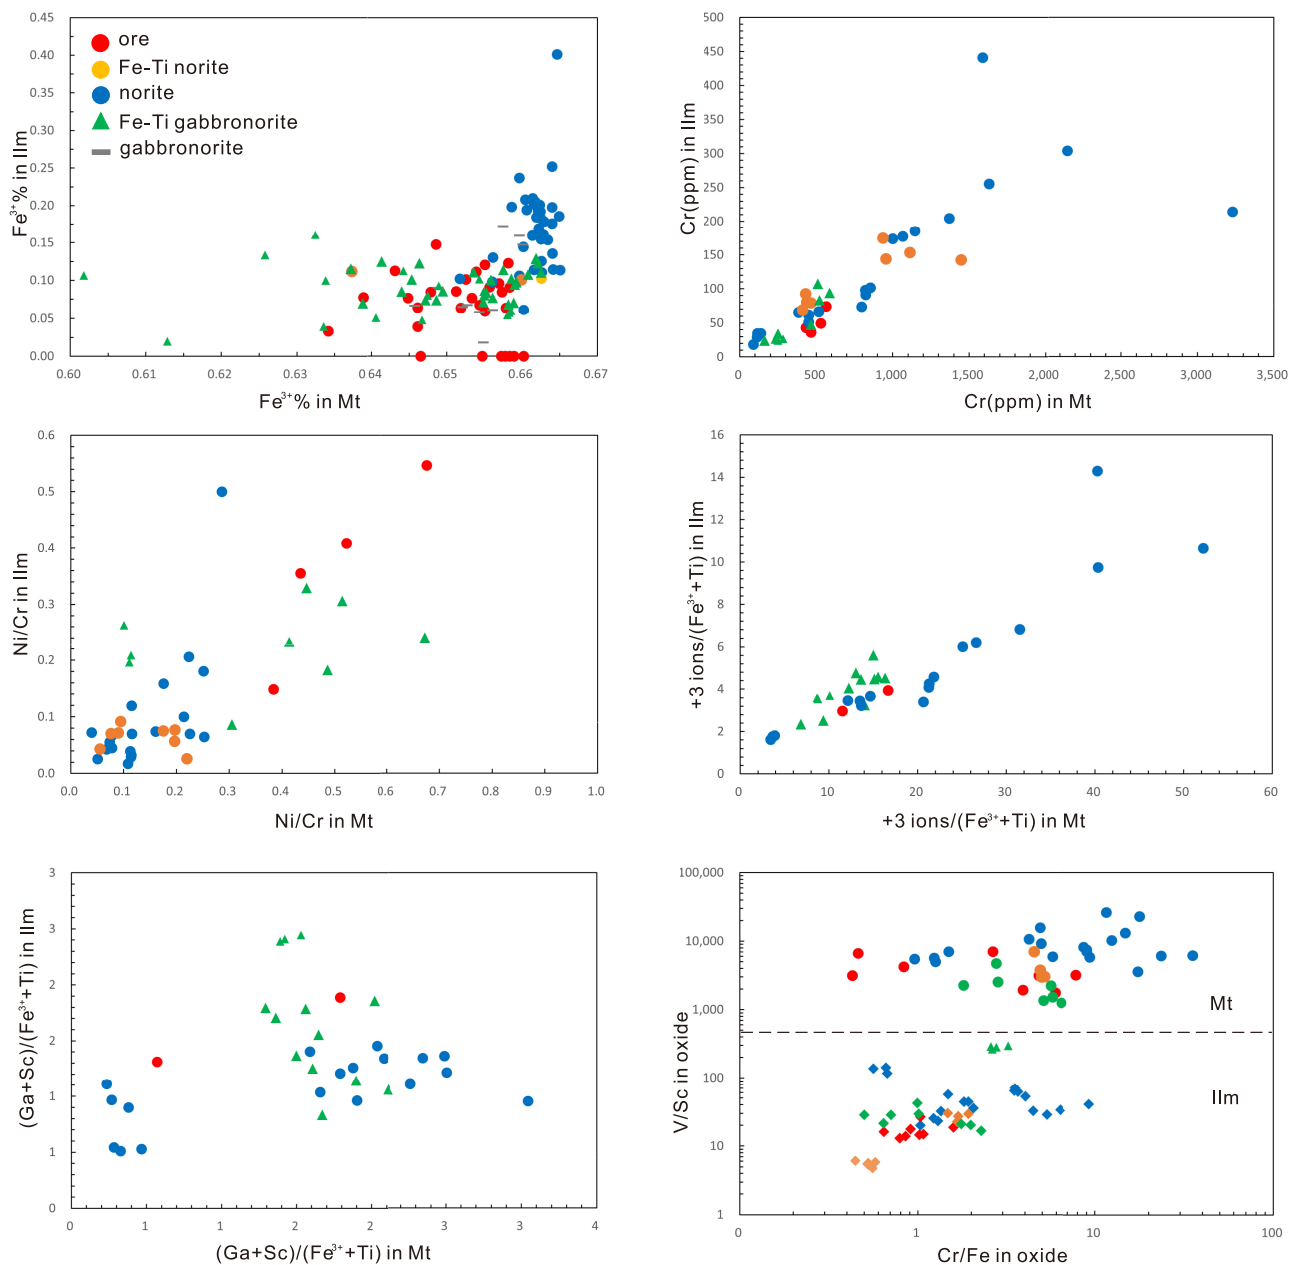 0.45
0.40
0.35
0.30
0.25
0.20
0.15
0.10
0.05
0.00
Fe³⁺% in IIm
ore
Fe-Ti norite
norite
Fe-Ti gabbronorite
gabbronorite
0.60 0.61 0.62 0.63 0.64 0.65 0.66 0.67
Fe³⁺% in Mt
500
450
400
350
300
250
200
150
100
50
0
Cr(ppm) in IIm
0 500 1,000 1,500 2,000 2,500 3,000 3,500
Cr(ppm) in Mt
0.6
0.5
0.4
0.3
0.2
0.1
0.0
Ni/Cr in IIm
0.0 0.1 0.2 0.3 0.4 0.5 0.6 0.7 0.8 0.9 1.0
Ni/Cr in Mt
16
14
12
10
8
6
4
2
0
+3 ions/(Fe³⁺+Ti) in IIm
0 10 20 30 40 50 60
+3 ions/(Fe³⁺+Ti) in Mt
3
3
2
2
1
1
0
(Ga+Sc)/(Fe³⁺+Ti) in IIm
0 1 1 2 2 3 3 4
(Ga+Sc)/(Fe³⁺+Ti) in Mt
100,000
10,000
1,000
100
10
1
V/Sc in oxide
Mt
IIm
0 1 10 100
Cr/Fe in oxide